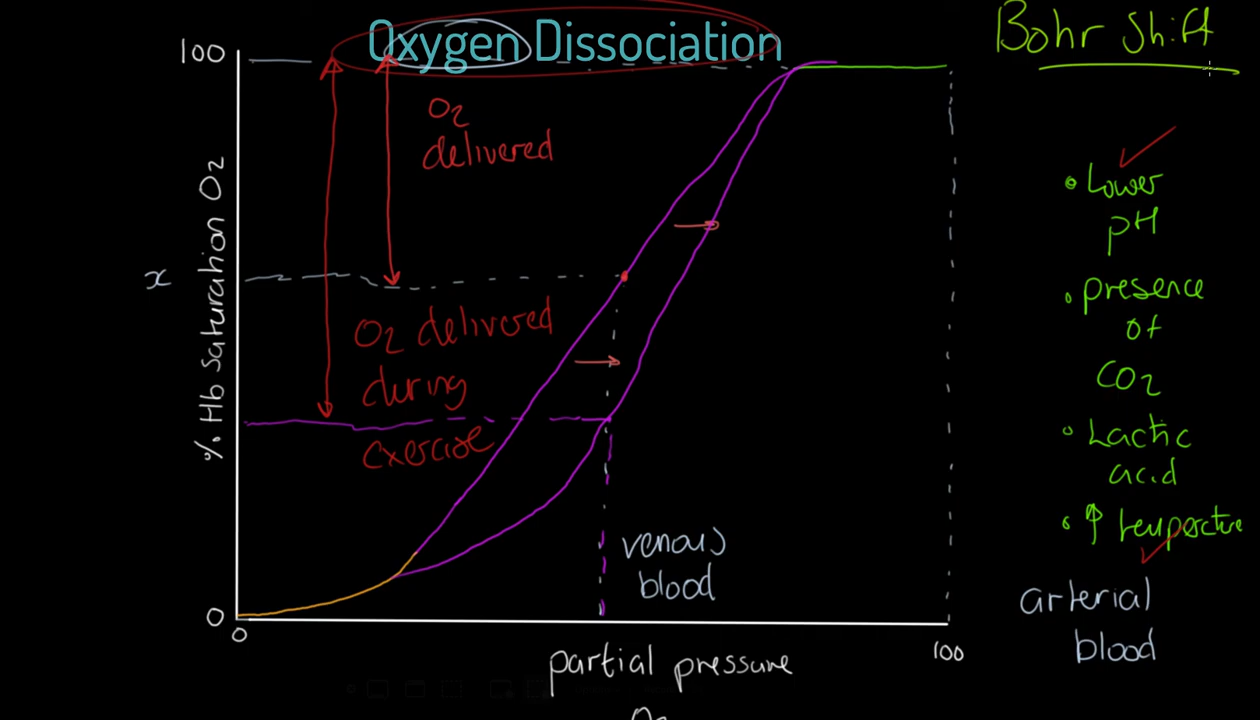 Oxygen Dissociation
Bohr Shift
100
O2
delivered
• Lower
pH
% Hb saturation O2
x
• presence
of
CO2
O2 delivered
during
exercise
• Lactic
acid
• ↑ temperature
venous
blood
arterial
blood
0
0
100
partial pressure
O2